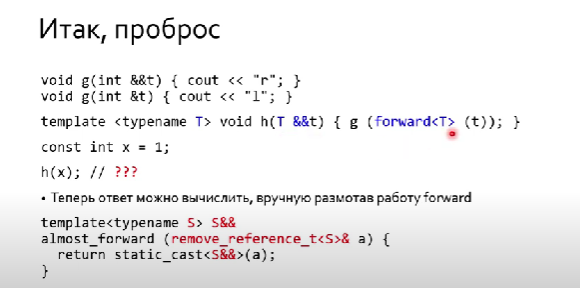 Итак, проброс
void g(int &&t) { cout << "r"; }
void g(int &t) { cout << "l"; }
template <typename T> void h(T &&t) { g (forward<T> (t)); }
const int x = 1;
h(x); // ???
• Теперь ответ можно вычислить, вручную размотав работу forward
template<typename S> S&&
almost_forward (remove_reference_t<S>& a) {
return static_cast<S&&>(a);
}